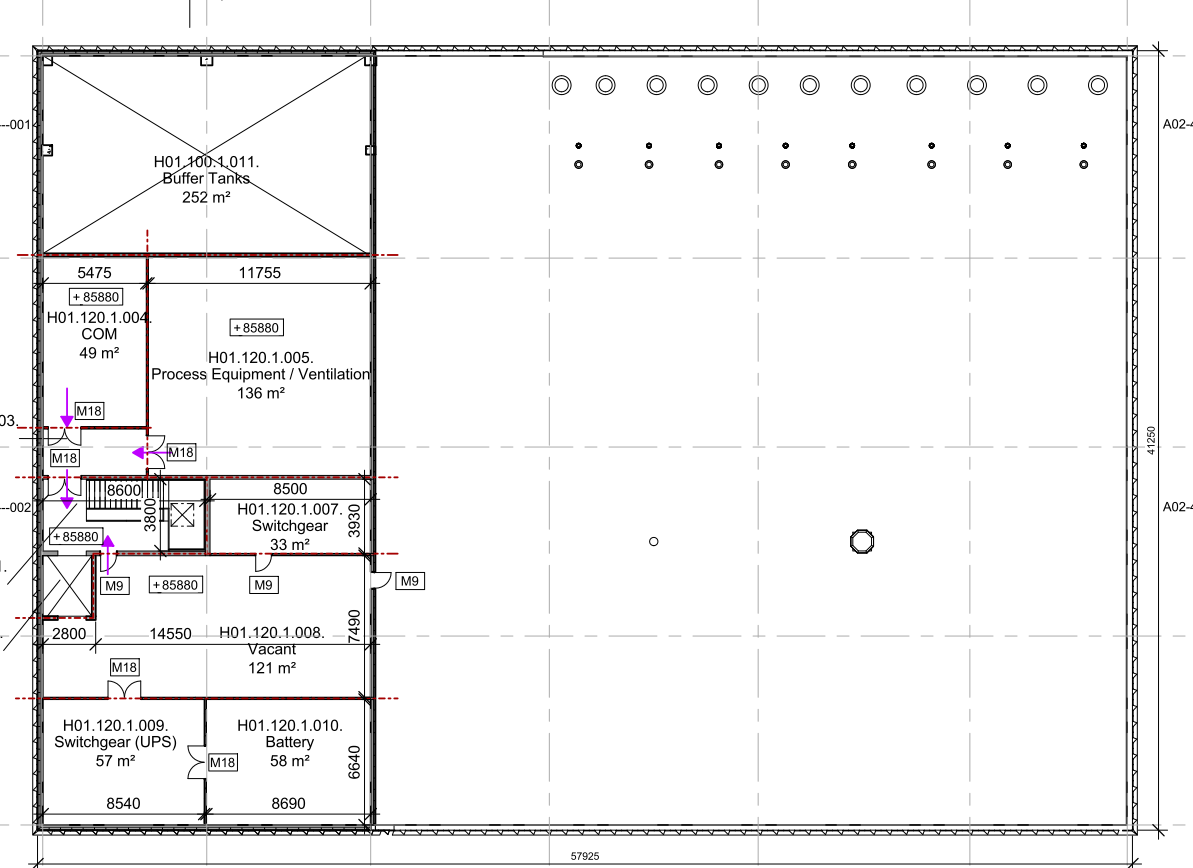 ---001
A02-4
H01.100.1.011.
Buffer Tanks
252 m²
5475
11755
+85880
H01.120.1.004.
COM
49 m²
+85880
H01.120.1.005.
Process Equipment / Ventilation
136 m²
M18
03.
M18
M18
41250
8600
8500
3800
3930
---002
H01.120.1.007.
Switchgear
33 m²
A02-4
+85880
M9
+85880
M9
M9
2800
14550
7490
H01.120.1.008.
Vacant
121 m²
M18
H01.120.1.009.
Switchgear (UPS)
57 m²
H01.120.1.010.
Battery
58 m²
M18
6640
8540
8690
57925